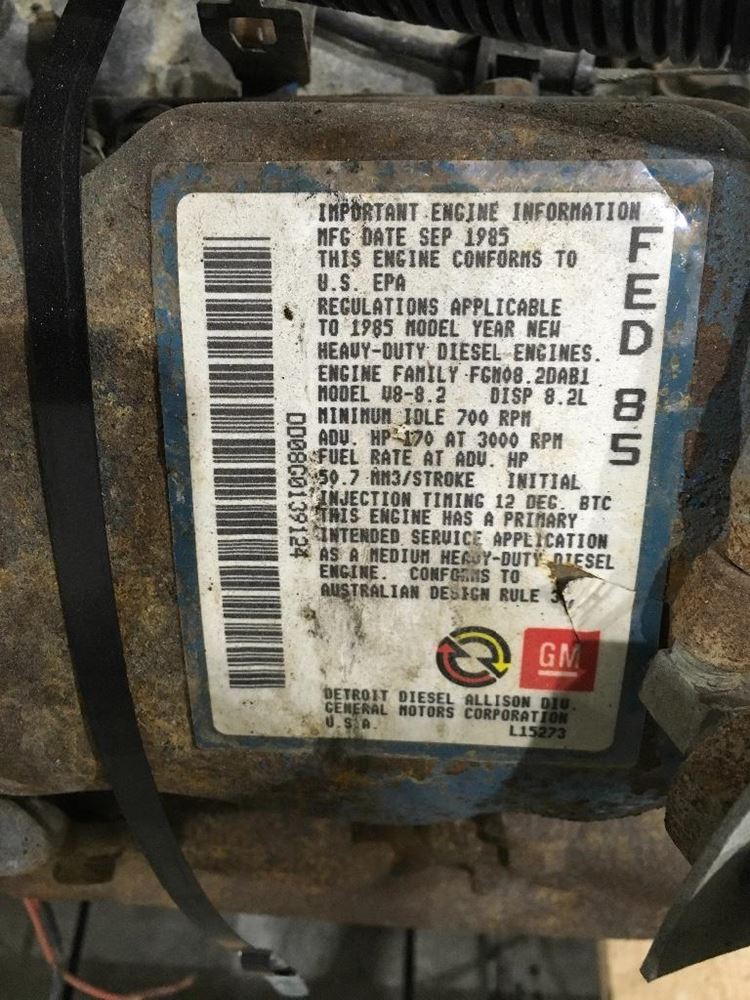 IMPORTANT ENGINE INFORMATION
MFG DATE SEP 1985
THIS ENGINE CONFORMS TO
U.S. EPA
REGULATIONS APPLICABLE
TO 1985 MODEL YEAR NEW
HEAVY-DUTY DIESEL ENGINES.
ENGINE FAMILY FGM08.2DAB1
MODEL V8-8.2 DISP 8.2L
MINIMUM IDLE 700 RPM
ADV. HP 170 AT 3000 RPM
FUEL RATE AT ADV. HP
50.7 MM3/STROKE INITIAL
INJECTION TIMING 12 DEG. BTC
THIS ENGINE HAS A PRIMARY
INTENDED SERVICE APPLICATION
AS A MEDIUM HEAVY-DUTY DIESEL
ENGINE. CONFORMS TO
AUSTRALIAN DESIGN RULE
FED 85
DD08G0139124
GM
DETROIT DIESEL ALLISON DIV.
GENERAL MOTORS CORPORATION
U.S.A.
L15273